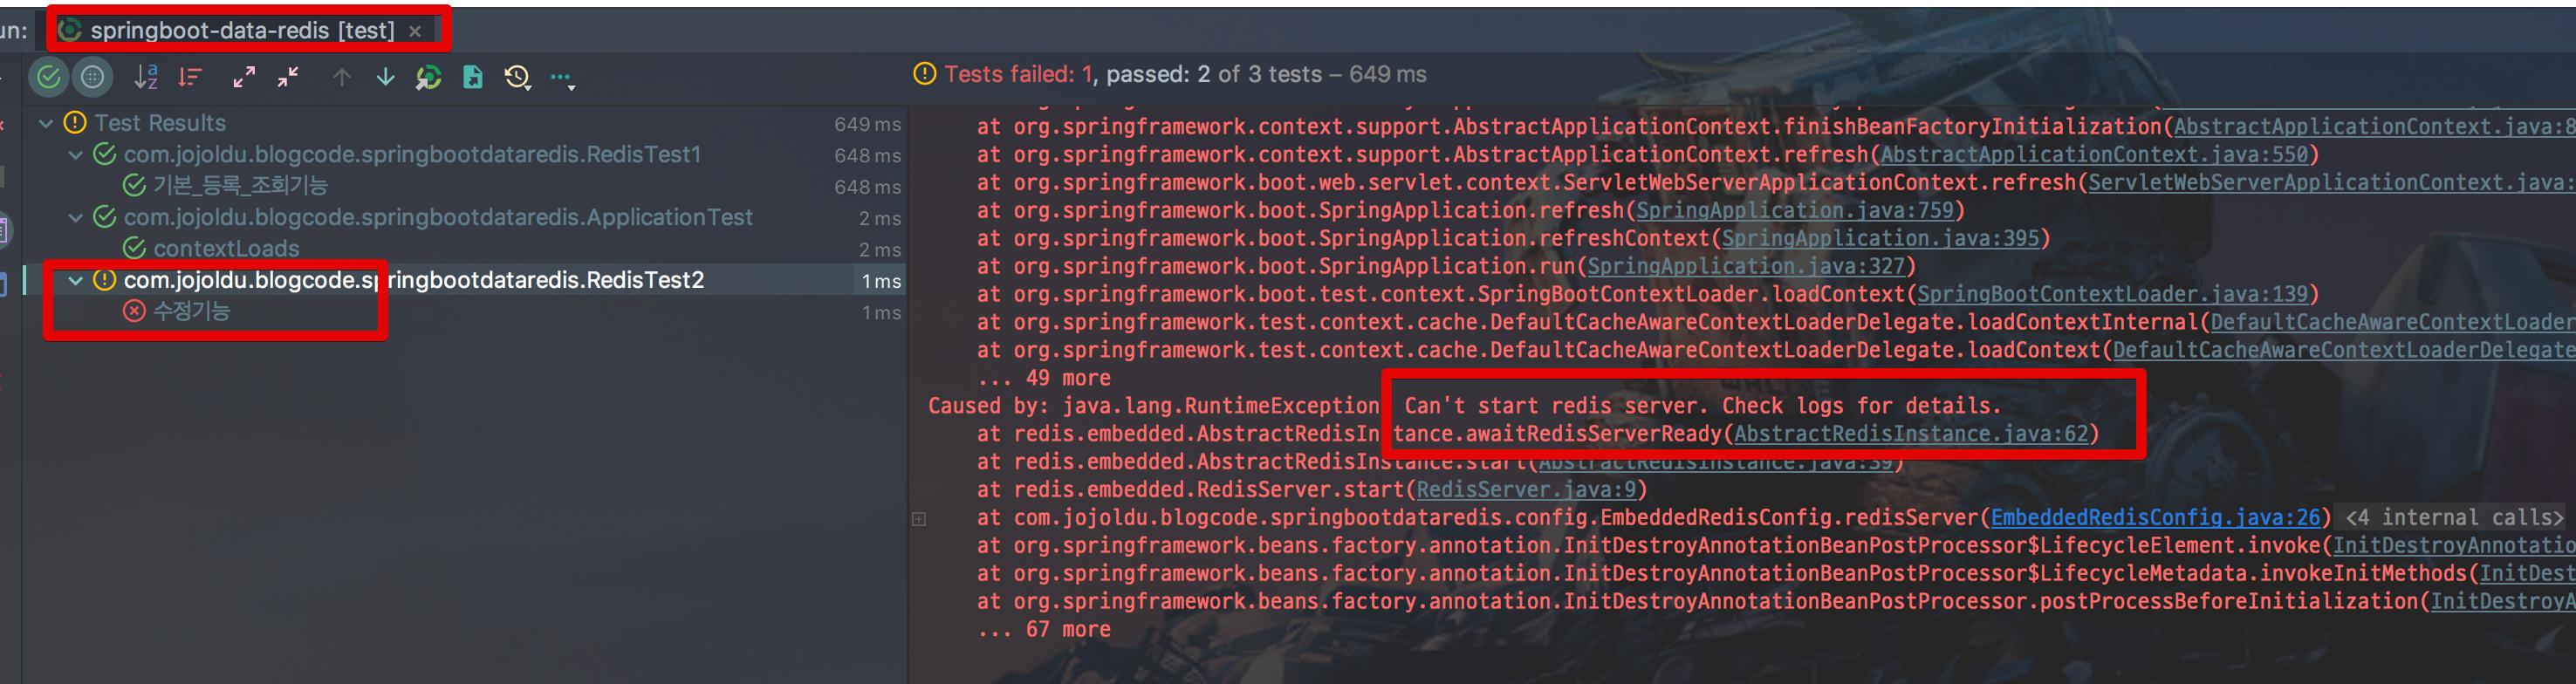 un: springboot-data-redis [test] ×
Tests failed: 1, passed: 2 of 3 tests – 649 ms
Test Results 649 ms
com.jojoldu.blogcode.springbootdataredis.RedisTest1 648 ms
기본_등록_조회기능 648 ms
com.jojoldu.blogcode.springbootdataredis.ApplicationTest 2 ms
contextLoads 2 ms
com.jojoldu.blogcode.springbootdataredis.RedisTest2 1 ms
수정기능 1 ms
at org.springframework.context.support.AbstractApplicationContext.finishBeanFactoryInitialization(AbstractApplicationContext.java:8
at org.springframework.context.support.AbstractApplicationContext.refresh(AbstractApplicationContext.java:550)
at org.springframework.boot.web.servlet.context.ServletWebServerApplicationContext.refresh(ServletWebServerApplicationContext.java:
at org.springframework.boot.SpringApplication.refresh(SpringApplication.java:759)
at org.springframework.boot.SpringApplication.refreshContext(SpringApplication.java:395)
at org.springframework.boot.SpringApplication.run(SpringApplication.java:327)
at org.springframework.boot.test.context.SpringBootContextLoader.loadContext(SpringBootContextLoader.java:139)
at org.springframework.test.context.cache.DefaultCacheAwareContextLoaderDelegate.loadContextInternal(DefaultCacheAwareContextLoader
at org.springframework.test.context.cache.DefaultCacheAwareContextLoaderDelegate.loadContext(DefaultCacheAwareContextLoaderDelegate
... 49 more
Caused by: java.lang.RuntimeException Can't start redis server. Check logs for details.
at redis.embedded.AbstractRedisInstance.awaitRedisServerReady(AbstractRedisInstance.java:62)
at redis.embedded.AbstractRedisInstance.start(AbstractRedisInstance.java:39)
at redis.embedded.RedisServer.start(RedisServer.java:9)
at com.jojoldu.blogcode.springbootdataredis.config.EmbeddedRedisConfig.redisServer(EmbeddedRedisConfig.java:26) <4 internal calls>
at org.springframework.beans.factory.annotation.InitDestroyAnnotationBeanPostProcessor$LifecycleElement.invoke(InitDestroyAnnotatio
at org.springframework.beans.factory.annotation.InitDestroyAnnotationBeanPostProcessor$LifecycleMetadata.invokeInitMethods(InitDest
at org.springframework.beans.factory.annotation.InitDestroyAnnotationBeanPostProcessor.postProcessBeforeInitialization(InitDestroyA
... 67 more